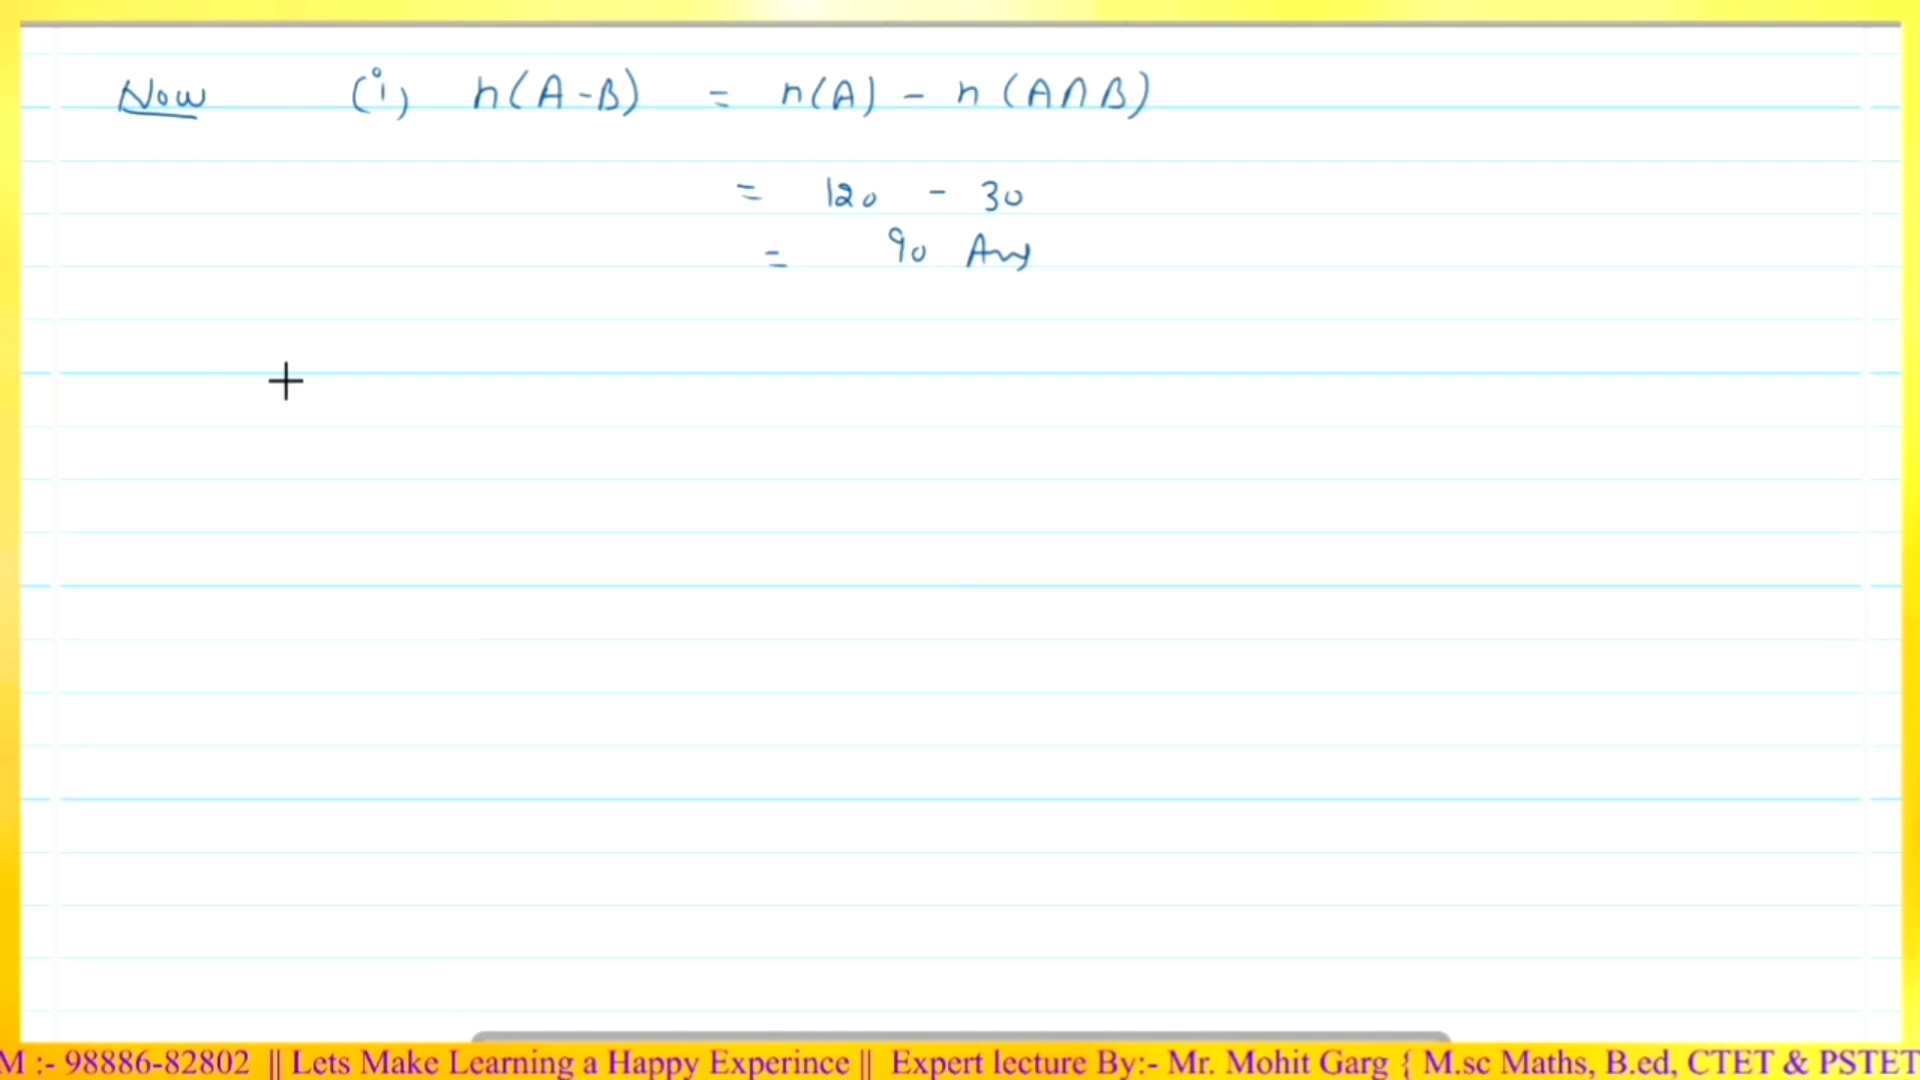 Now (i) n(A-B) = n(A) - n(A∩B)
= 120 - 30
= 90 Ans
M :- 98886-82802 || Lets Make Learning a Happy Experince || Expert lecture By:- Mr. Mohit Garg { M.sc Maths, B.ed, CTET & PSTET